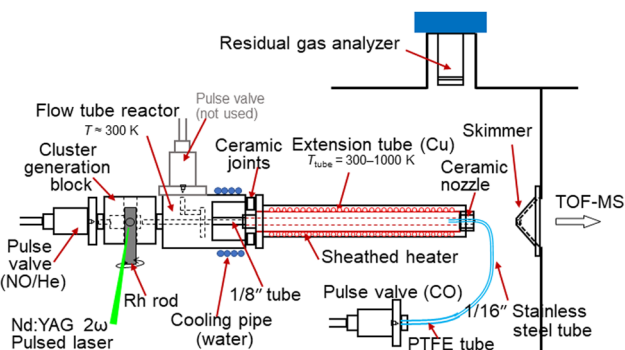 Residual gas analyzer
Pulse valve
(not used)
Flow tube reactor
T ≈ 300 K
Cluster
generation
block
Ceramic
joints
Extension tube (Cu)
Ttube = 300–1000 K
Skimmer
Ceramic
nozzle
TOF-MS
Pulse
valve
(NO/He)
Rh rod
Nd:YAG 2ω
Pulsed laser
Cooling pipe
(water)
1/8″ tube
Sheathed heater
Pulse valve (CO)
1/16″ Stainless
steel tube
PTFE tube